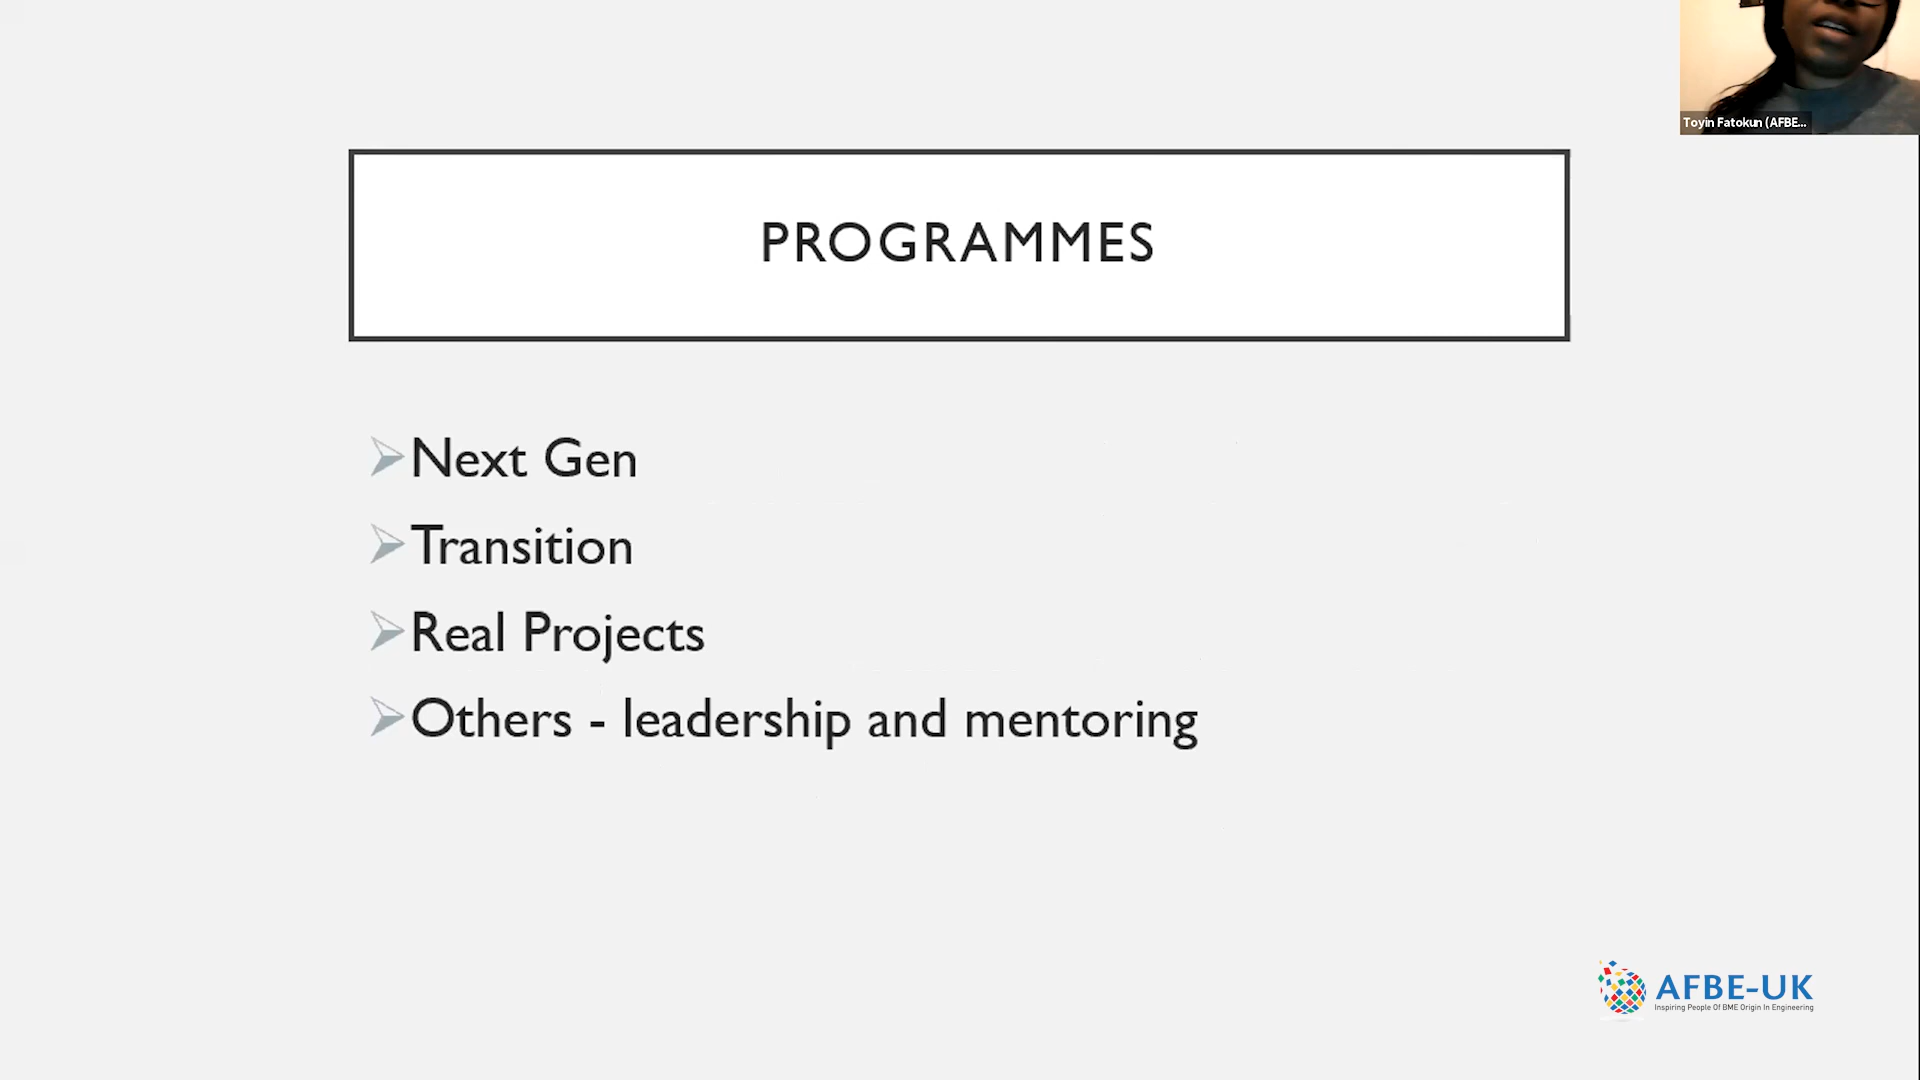 Toyin Fatokun (AFBE...
PROGRAMMES
Next Gen
Transition
Real Projects
Others - leadership and mentoring
AFBE-UK
Inspiring People Of BME Origin In Engineering